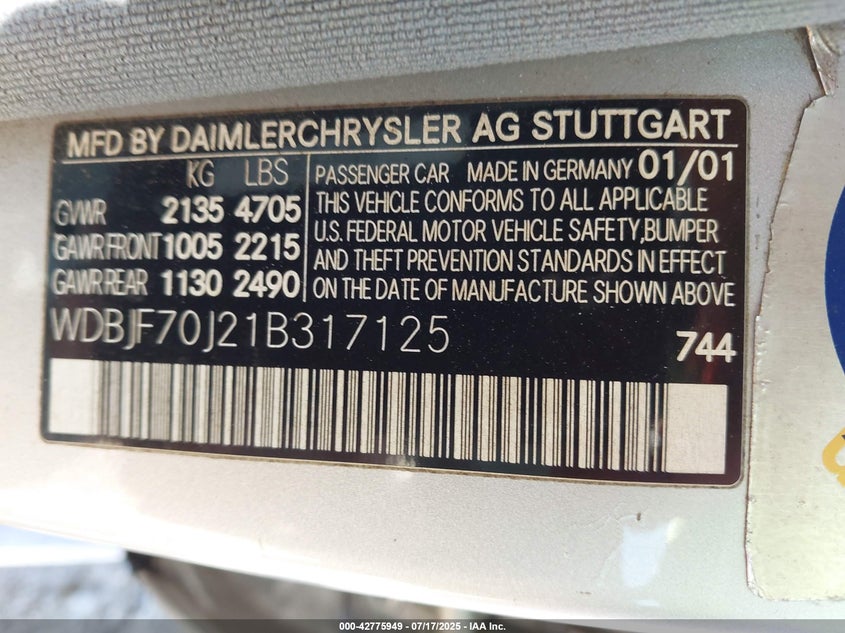 MFD BY DAIMLERCHRYSLER AG STUTTGART
KG LBS
GVWR 2135 4705
GAWR FRONT 1005 2215
GAWR REAR 1130 2490
PASSENGER CAR MADE IN GERMANY 01/01
THIS VEHICLE CONFORMS TO ALL APPLICABLE
U.S. FEDERAL MOTOR VEHICLE SAFETY,BUMPER
AND THEFT PREVENTION STANDARDS IN EFFECT
ON THE DATE OF MANUFACTURE SHOWN ABOVE
WDBJF70J21B317125
744
000-42775949 - 07/17/2025 - IAA Inc.